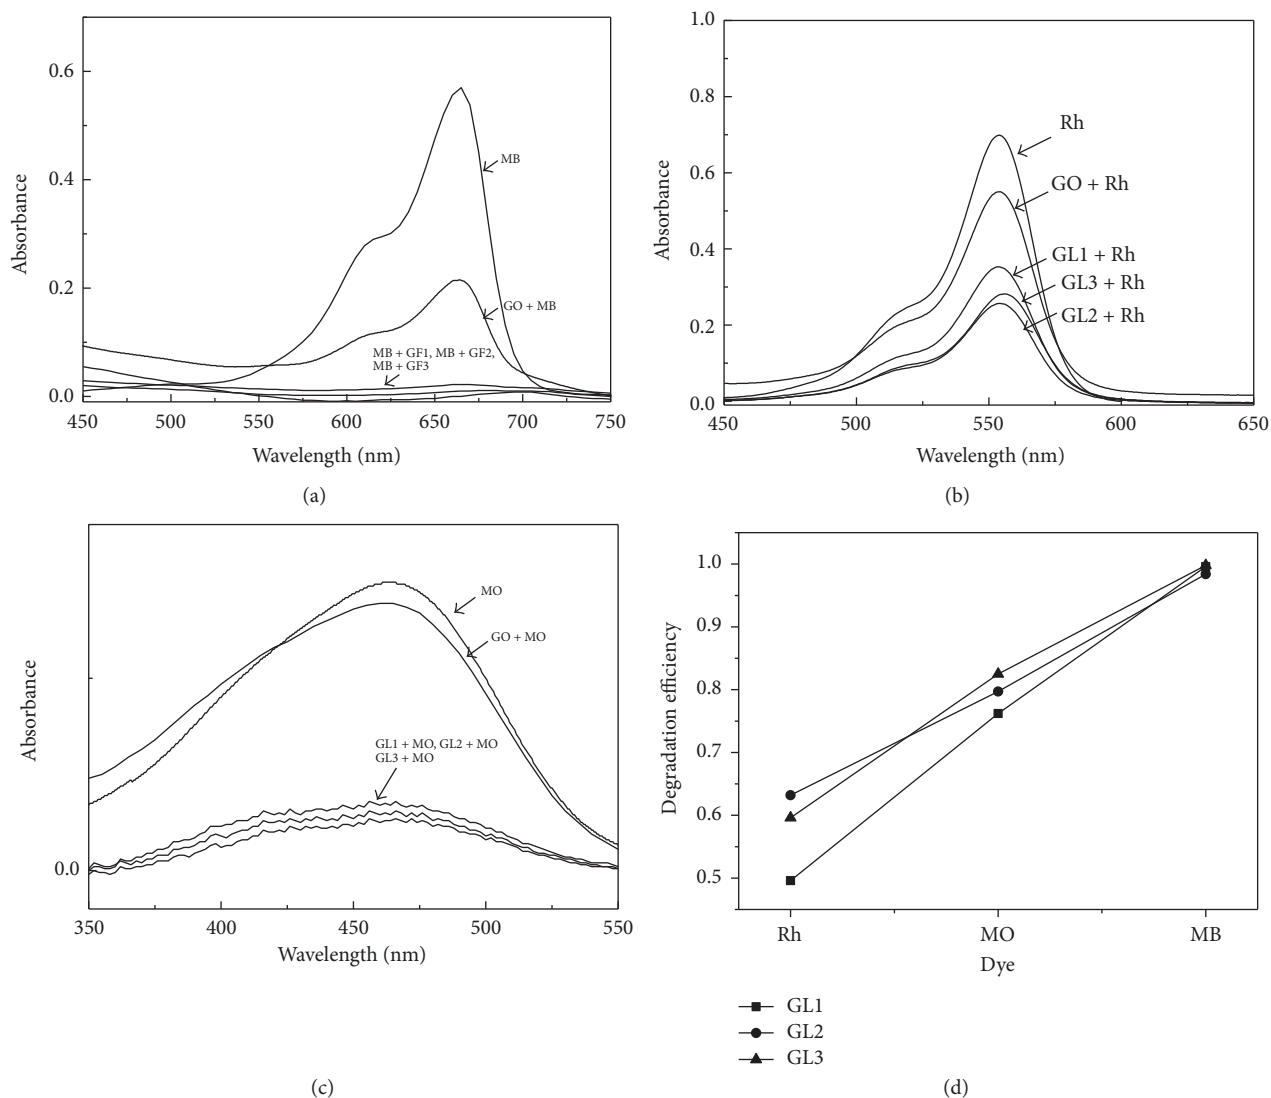 0.6
0.4
0.2
0.0
Absorbance
MB
GO + MB
MB + GF1, MB + GF2,
MB + GF3
450 500 550 600 650 700 750
Wavelength (nm)
(a)
1.0
0.8
0.6
0.4
0.2
0.0
Absorbance
Rh
GO + Rh
GL1 + Rh
GL3 + Rh
GL2 + Rh
450 500 550 600 650
Wavelength (nm)
(b)
Absorbance
0.0
MO
GO + MO
GL1 + MO, GL2 + MO
GL3 + MO
350 400 450 500 550
Wavelength (nm)
(c)
1.0
0.9
0.8
0.7
0.6
0.5
Degradation efficiency
Rh MO MB
Dye
GL1
GL2
GL3
(d)